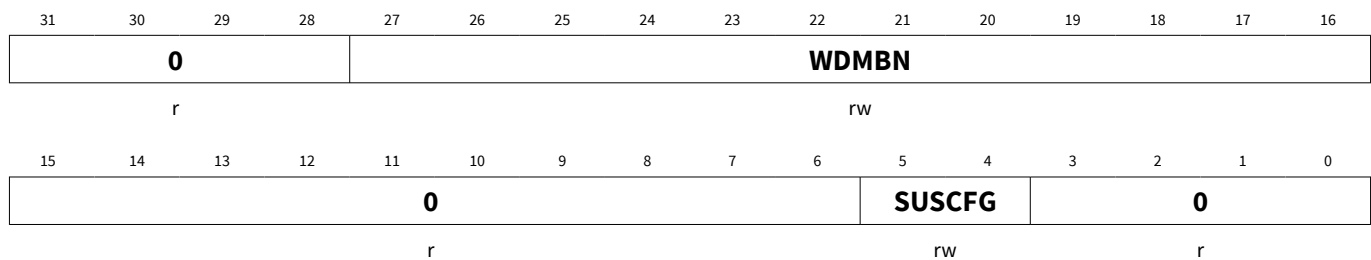 31 30 29 28 27 26 25 24 23 22 21 20 19 18 17 16
0 WDMBN
r rw
15 14 13 12 11 10 9 8 7 6 5 4 3 2 1 0
0 SUSCFG 0
r rw r